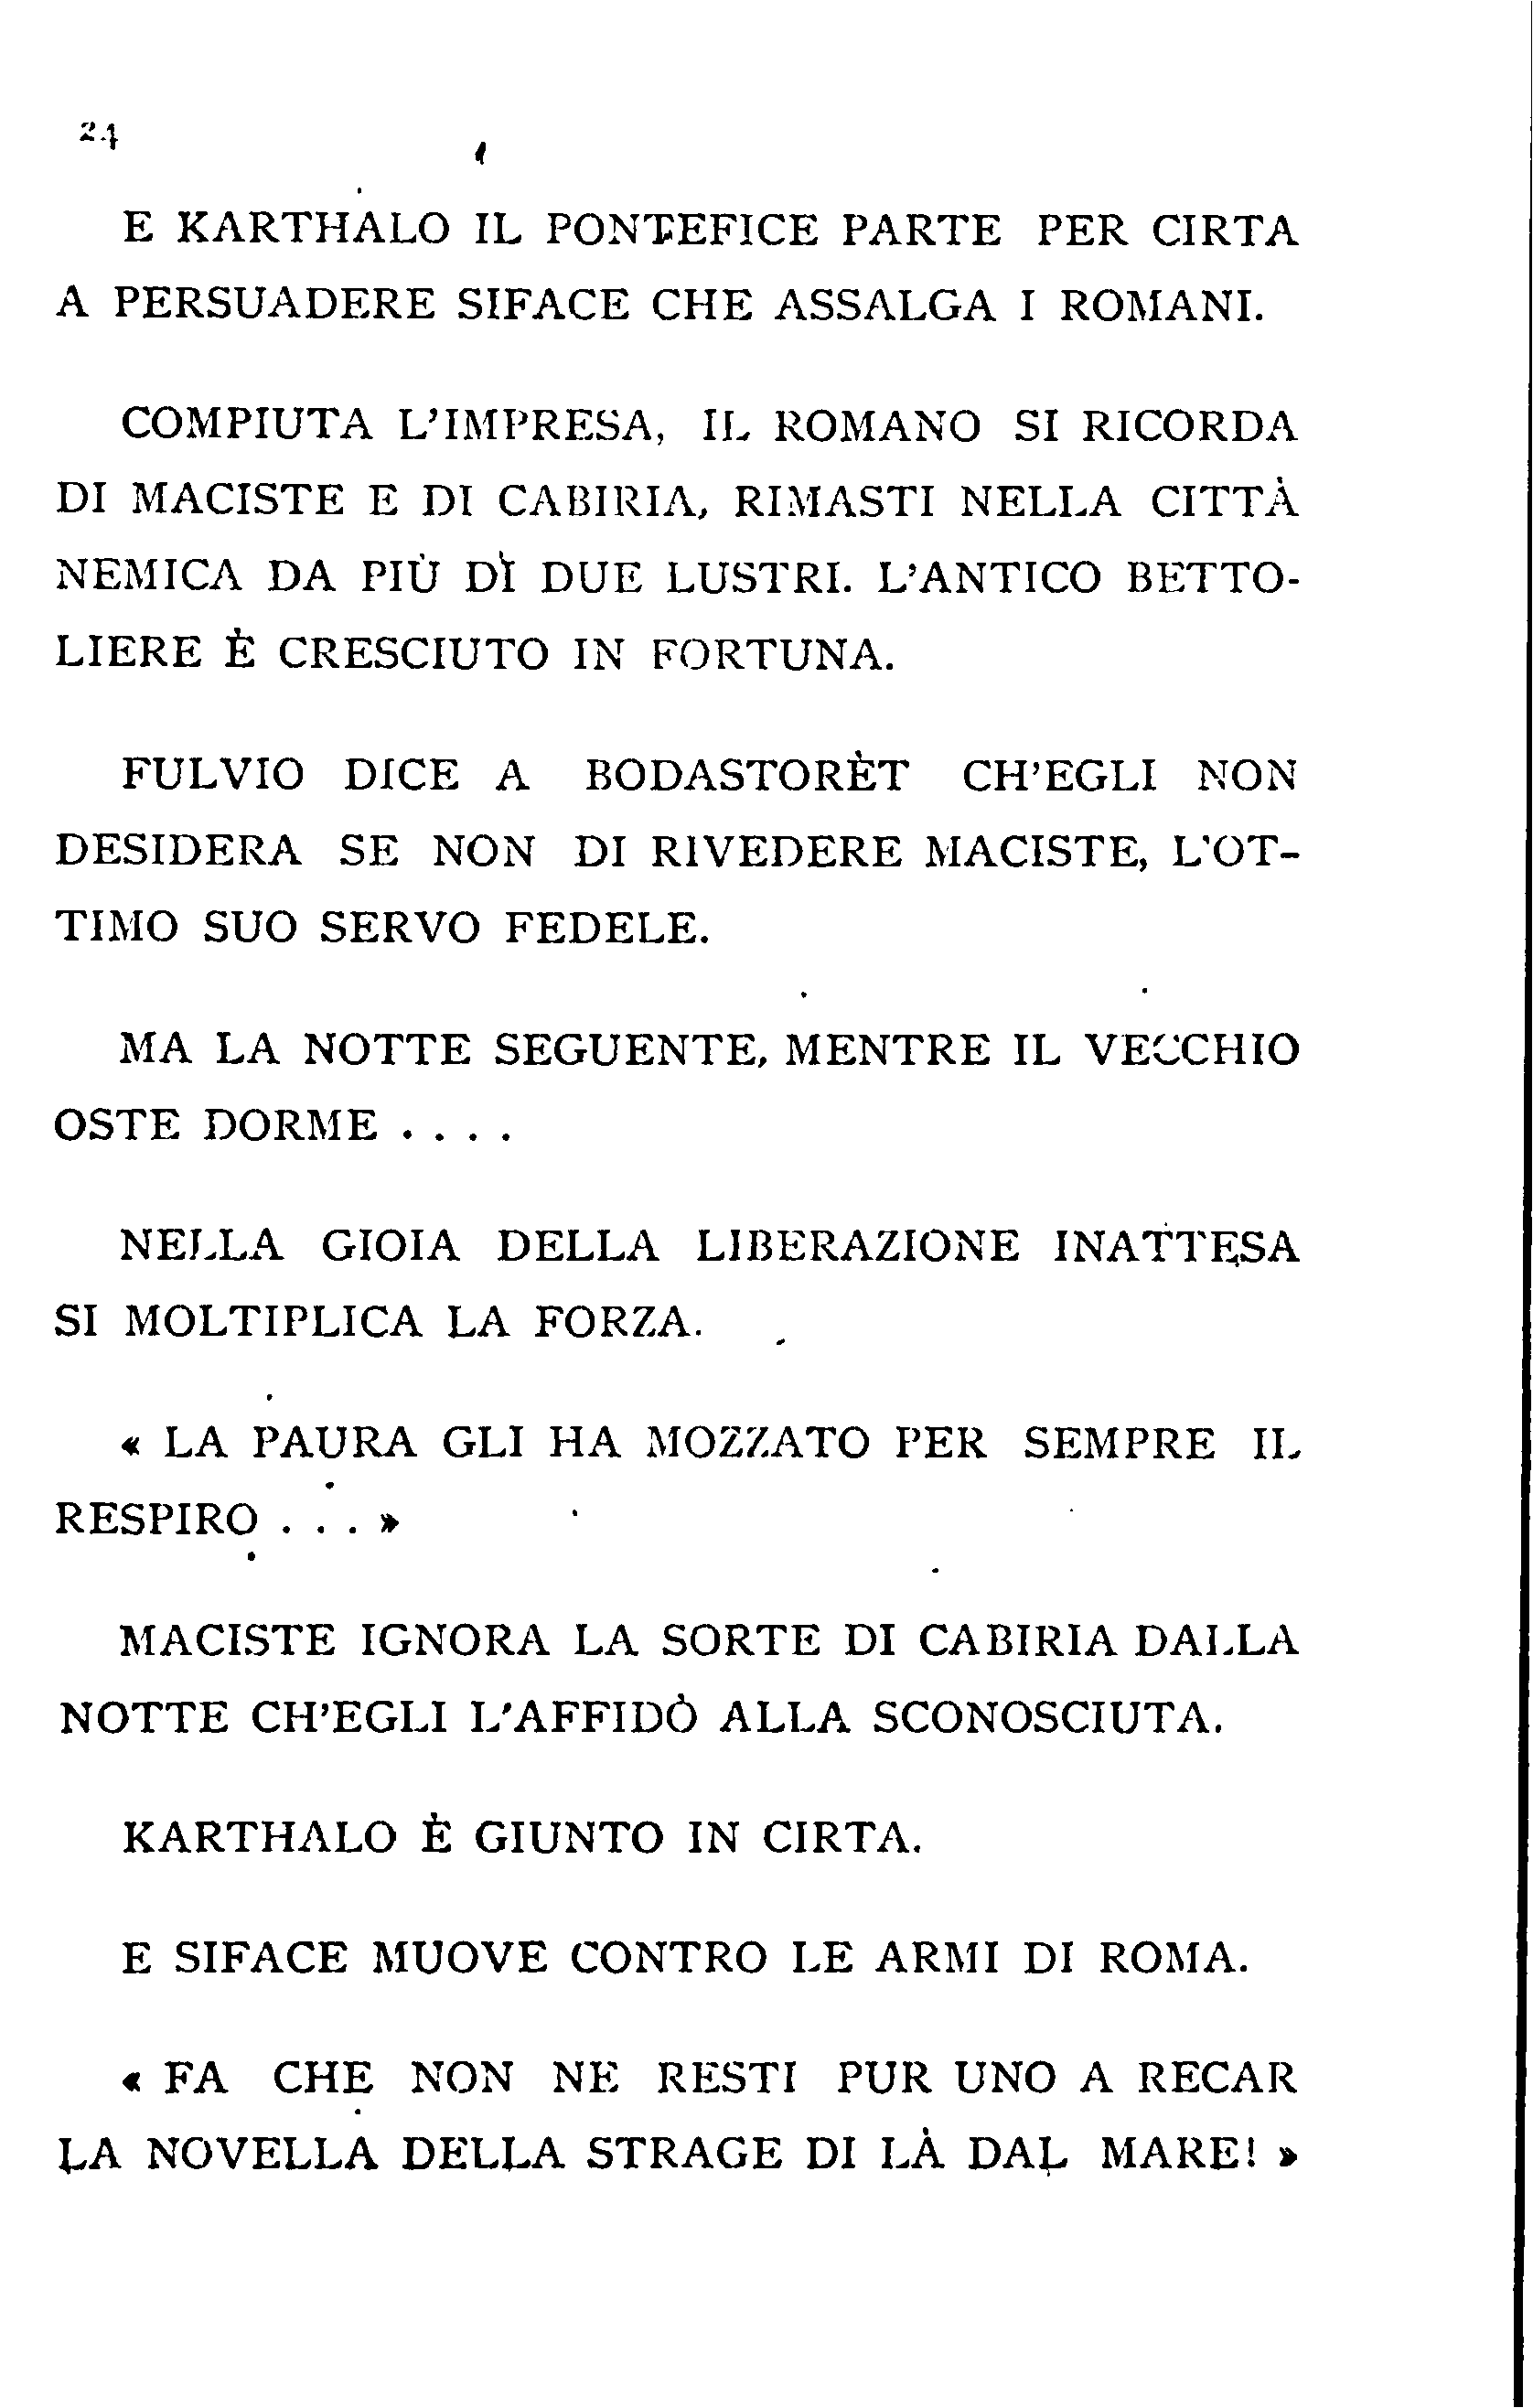 24
E KARTHALO IL PONTEFICE PARTE PER CIRTA
A PERSUADERE SIFACE CHE ASSALGA I ROMANI.
COMPIUTA L'IMPRESA, IL ROMANO SI RICORDA
DI MACISTE E DI CABIRIA, RIMASTI NELLA CITTÀ
NEMICA DA PIÙ DI DUE LUSTRI. L'ANTICO BETTO-
LIERE È CRESCIUTO IN FORTUNA.
FULVIO DICE A BODASTORÈT CH'EGLI NON
DESIDERA SE NON DI RIVEDERE MACISTE, L'OT-
TIMO SUO SERVO FEDELE.
MA LA NOTTE SEGUENTE, MENTRE IL VECCHIO
OSTE DORME . . . .
NELLA GIOIA DELLA LIBERAZIONE INATTESA
SI MOLTIPLICA LA FORZA.
« LA PAURA GLI HA MOZZATO PER SEMPRE IL
RESPIRO . . . »
MACISTE IGNORA LA SORTE DI CABIRIA DALLA
NOTTE CH'EGLI L'AFFIDÒ ALLA SCONOSCIUTA.
KARTHALO È GIUNTO IN CIRTA.
E SIFACE MUOVE CONTRO LE ARMI DI ROMA.
« FA CHE NON NE RESTI PUR UNO A RECAR
LA NOVELLA DELLA STRAGE DI LÀ DAL MARE! »